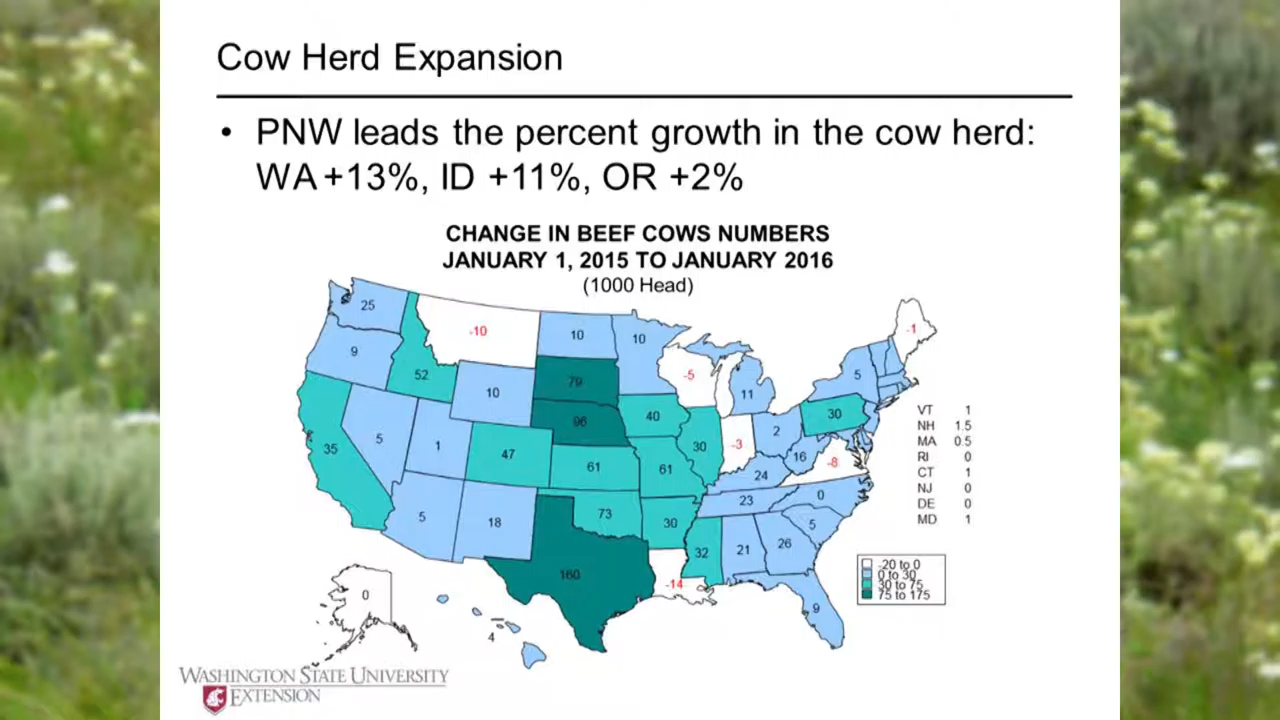 Cow Herd Expansion
• PNW leads the percent growth in the cow herd:
WA +13%, ID +11%, OR +2%
CHANGE IN BEEF COWS NUMBERS
JANUARY 1, 2015 TO JANUARY 2016
(1000 Head)
25
-10
10
10
-1
9
52
10
79
-5
11
5
35
5
1
47
96
40
30
-3
2
30
61
61
16
-8
24
5
18
73
30
23
0
32
21
26
5
160
-14
9
0
4
VT 1
NH 1.5
MA 0.5
RI 0
CT 1
NJ 0
DE 0
MD 1
-20 to 0
0 to 30
30 to 75
75 to 175
WASHINGTON STATE UNIVERSITY
EXTENSION